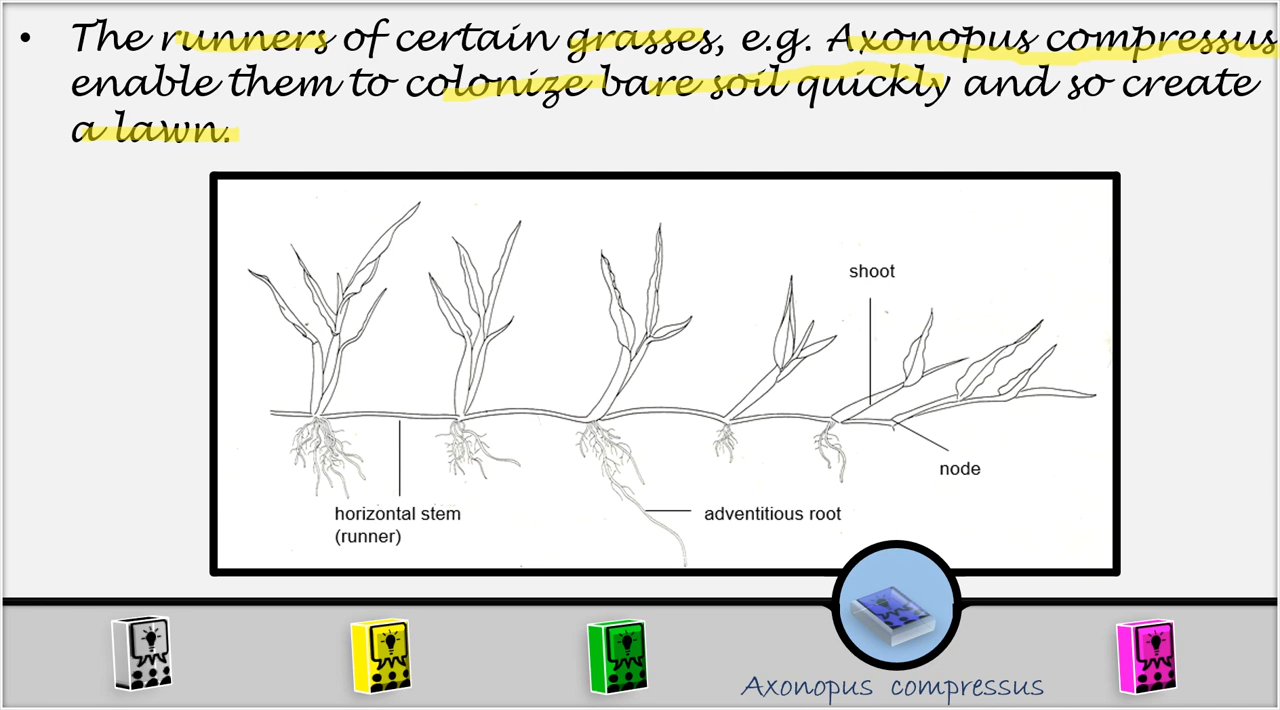 • The runners of certain grasses, e.g. Axonopus compressus
enable them to colonize bare soil quickly and so create
a lawn.
shoot
node
horizontal stem
(runner)
adventitious root
Axonopus compressus